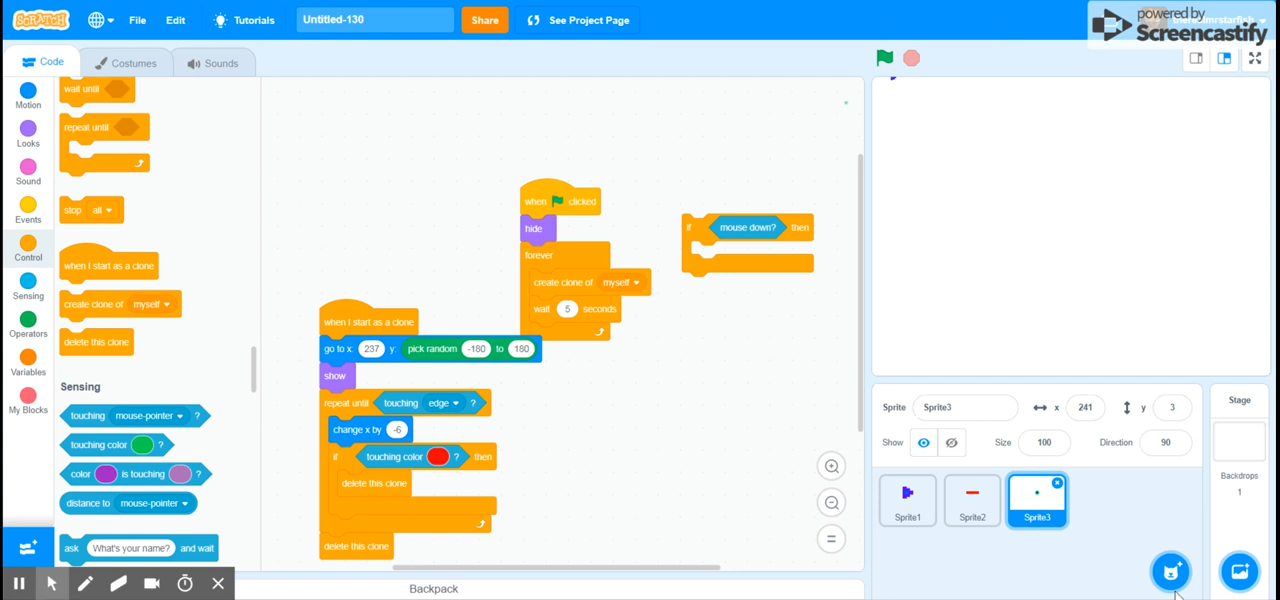 SCRATCH
File
Edit
Tutorials
Untitled-130
Share
See Project Page
powered by
Screencastify
Code
Costumes
Sounds
Motion
Looks
Sound
Events
Control
Sensing
Operators
Variables
My Blocks
wait until
repeat until
stop all
when I start as a clone
create clone of myself
delete this clone
Sensing
touching mouse-pointer ?
touching color ?
color is touching ?
distance to mouse-pointer
ask What's your name? and wait
when clicked
hide
forever
create clone of myself
wait 5 seconds
if mouse down? then
when I start as a clone
go to x: 237 y: pick random -180 to 180
show
repeat until touching edge ?
change x by -6
if touching color ? then
delete this clone
delete this clone
Backpack
Sprite Sprite3 x 241 y 3
Show Size 100 Direction 90
Sprite1
Sprite2
Sprite3
Stage
Backdrops
1